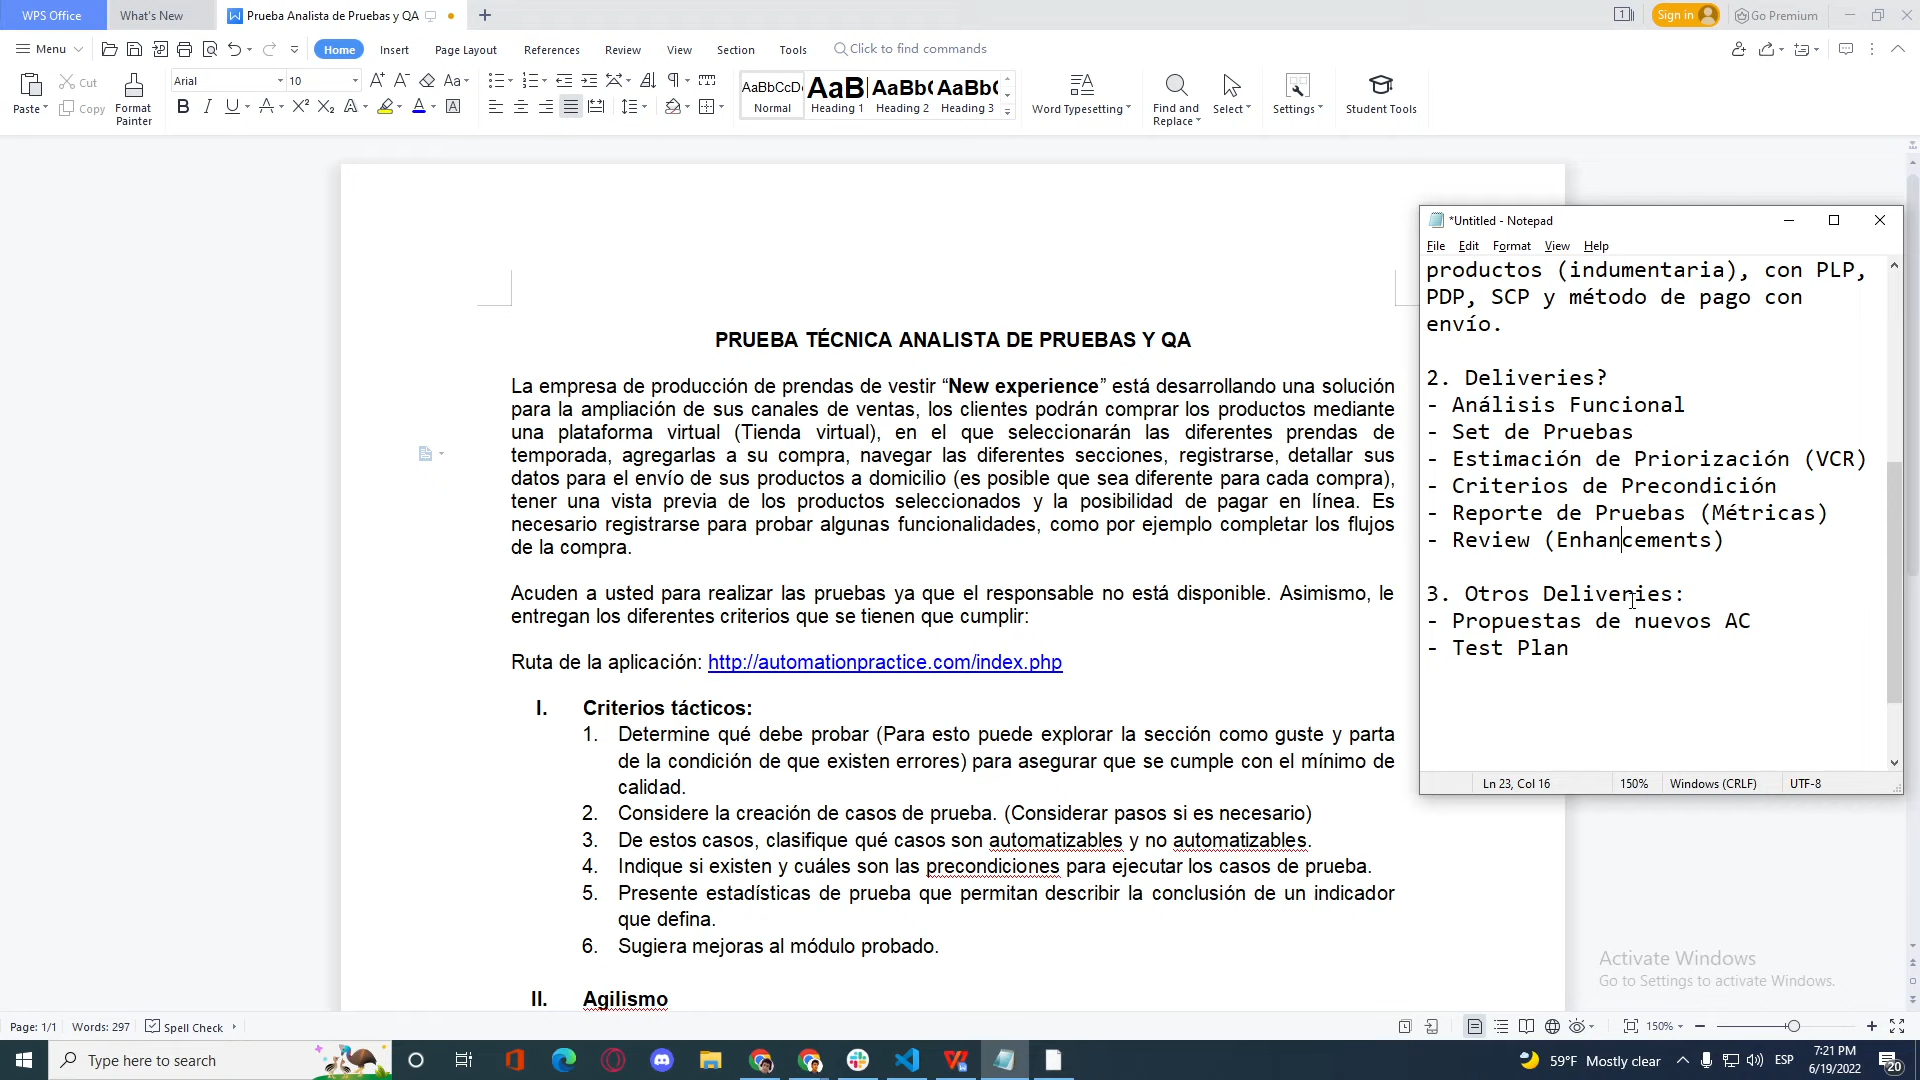 WPS Office
What's New
Prueba Analista de Pruebas y QA
Sign in
Go Premium
Menu
Home
Insert
Page Layout
References
Review
View
Section
Tools
Click to find commands
Paste
Cut
Copy
Format
Painter
Arial
10
AaBbCcDd
Normal
AaB
Heading 1
AaBb(
Heading 2
AaBb(
Heading 3
Word Typesetting
Find and
Replace
Select
Settings
Student Tools
PRUEBA TÉCNICA ANALISTA DE PRUEBAS Y QA
La empresa de producción de prendas de vestir “New experience” está desarrollando una solución
para la ampliación de sus canales de ventas, los clientes podrán comprar los productos mediante
una plataforma virtual (Tienda virtual), en el que seleccionarán las diferentes prendas de
temporada, agregarlas a su compra, navegar las diferentes secciones, registrarse, detallar sus
datos para el envío de sus productos a domicilio (es posible que sea diferente para cada compra),
tener una vista previa de los productos seleccionados y la posibilidad de pagar en línea. Es
necesario registrarse para probar algunas funcionalidades, como por ejemplo completar los flujos
de la compra.
Acuden a usted para realizar las pruebas ya que el responsable no está disponible. Asimismo, le
entregan los diferentes criterios que se tienen que cumplir:
Ruta de la aplicación: http://automationpractice.com/index.php
I. Criterios tácticos:
1. Determine qué debe probar (Para esto puede explorar la sección como guste y parta
de la condición de que existen errores) para asegurar que se cumple con el mínimo de
calidad.
2. Considere la creación de casos de prueba. (Considerar pasos si es necesario)
3. De estos casos, clasifique qué casos son automatizables y no automatizables.
4. Indique si existen y cuáles son las precondiciones para ejecutar los casos de prueba.
5. Presente estadísticas de prueba que permitan describir la conclusión de un indicador
que defina.
6. Sugiera mejoras al módulo probado.
II. Agilismo
*Untitled - Notepad
File
Edit
Format
View
Help
productos (indumentaria), con PLP,
PDP, SCP y método de pago con
envío.
2. Deliveries?
- Análisis Funcional
- Set de Pruebas
- Estimación de Priorización (VCR)
- Criterios de Precondición
- Reporte de Pruebas (Métricas)
- Review (Enhancements)
3. Otros Deliveries:
- Propuestas de nuevos AC
- Test Plan
Ln 23, Col 16
150%
Windows (CRLF)
UTF-8
Activate Windows
Go to Settings to activate Windows.
Page: 1/1
Words: 297
Spell Check
150%
Type here to search
59°F Mostly clear
ESP
7:21 PM
6/19/2022
20